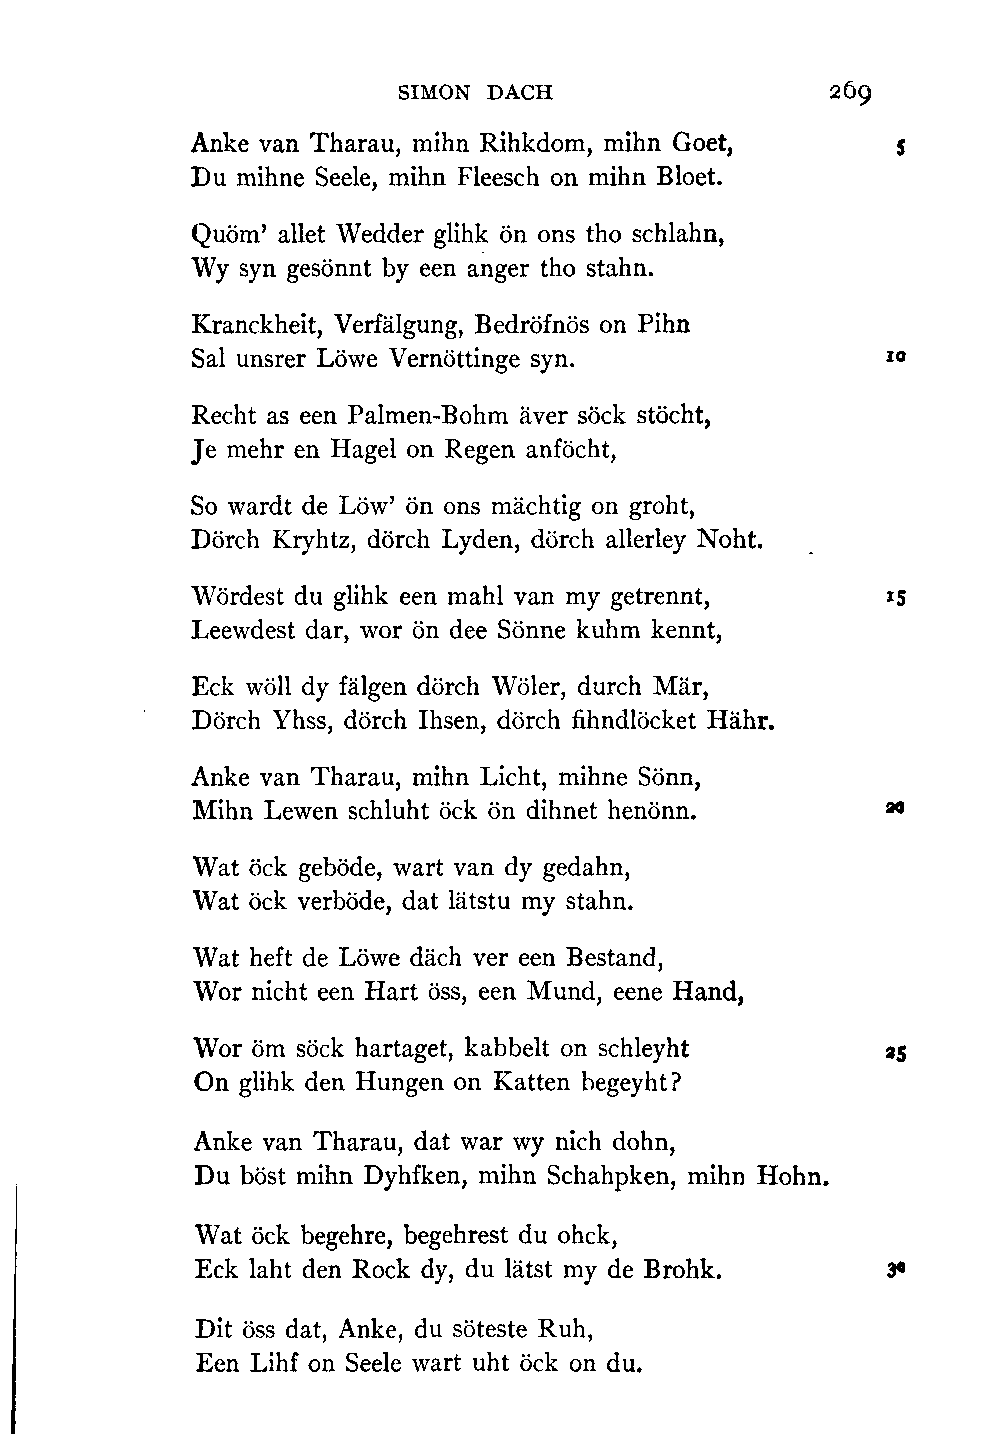 SIMON DACH 269
Anke van Tharau, mihn Rihkdom, mihn Goet, 5
Du mihne Seele, mihn Fleesch on mihn Bloet.
Quöm' allet Wedder glihk ön ons tho schlahn,
Wy syn gesönnt by een anger tho stahn.
Kranckheit, Verfälgung, Bedröfnös on Pihn
Sal unsrer Löwe Vernöttinge syn. 10
Recht as een Palmen-Bohm äver söck stöcht,
Je mehr en Hagel on Regen anföcht,
So wardt de Löw' ön ons mächtig on groht,
Dörch Kryhtz, dörch Lyden, dörch allerley Noht.
Wördest du glihk een mahl van my getrennt, 15
Leewdest dar, wor ön dee Sönne kuhm kennt,
Eck wöll dy fälgen dörch Wöler, durch Mär,
Dörch Yhss, dörch Ihsen, dörch fihndlöcket Hähr.
Anke van Tharau, mihn Licht, mihne Sönn,
Mihn Lewen schluht öck ön dihnet henönn. 20
Wat öck geböde, wart van dy gedahn,
Wat öck verböde, dat lätstu my stahn.
Wat heft de Löwe däch ver een Bestand,
Wor nicht een Hart öss, een Mund, eene Hand,
Wor öm söck hartaget, kabbelt on schleyht 25
On glihk den Hungen on Katten begeyht?
Anke van Tharau, dat war wy nich dohn,
Du böst mihn Dyhfken, mihn Schahpken, mihn Hohn.
Wat öck begehre, begehrest du ohck,
Eck laht den Rock dy, du lätst my de Brohk. 30
Dit öss dat, Anke, du söteste Ruh,
Een Lihf on Seele wart uht öck on du.